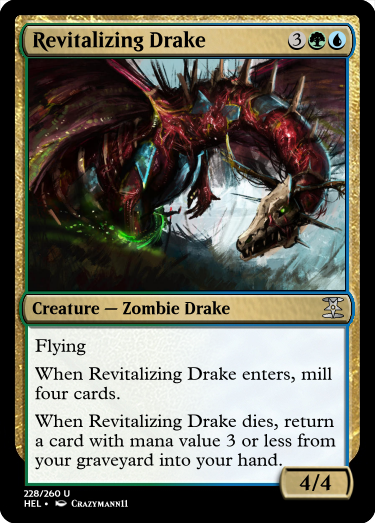 Revitalizing Drake 3
Creature — Zombie Drake
Flying
When Revitalizing Drake enters, mill
four cards.
When Revitalizing Drake dies, return
a card with mana value 3 or less from
your graveyard into your hand.
4/4
228/260 U
HEL • Crazymann11